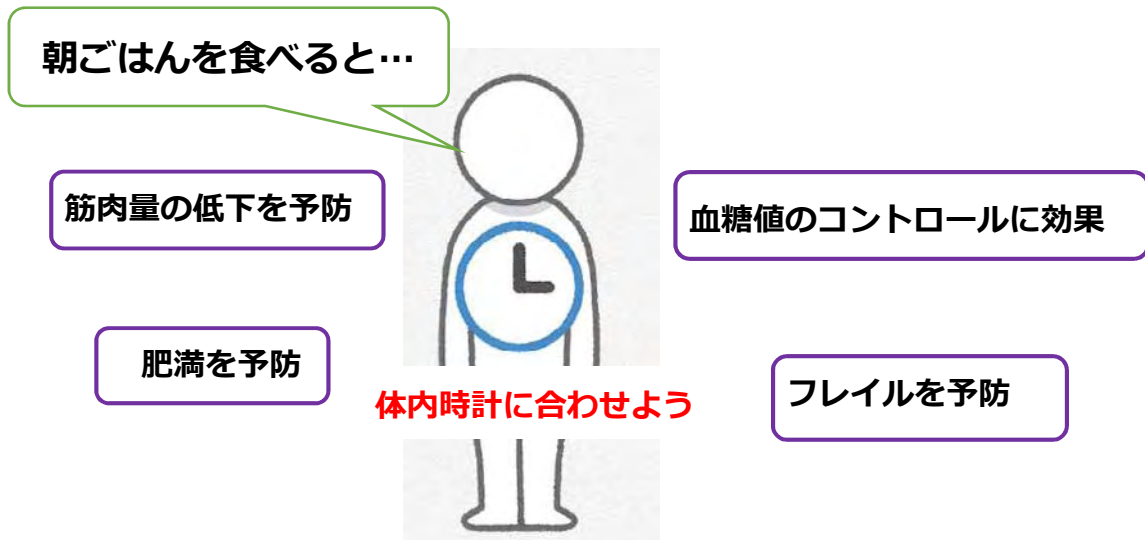 朝ごはんを食べると…
筋肉量の低下を予防
血糖値のコントロールに効果
肥満を予防
フレイルを予防
体内時計に合わせよう